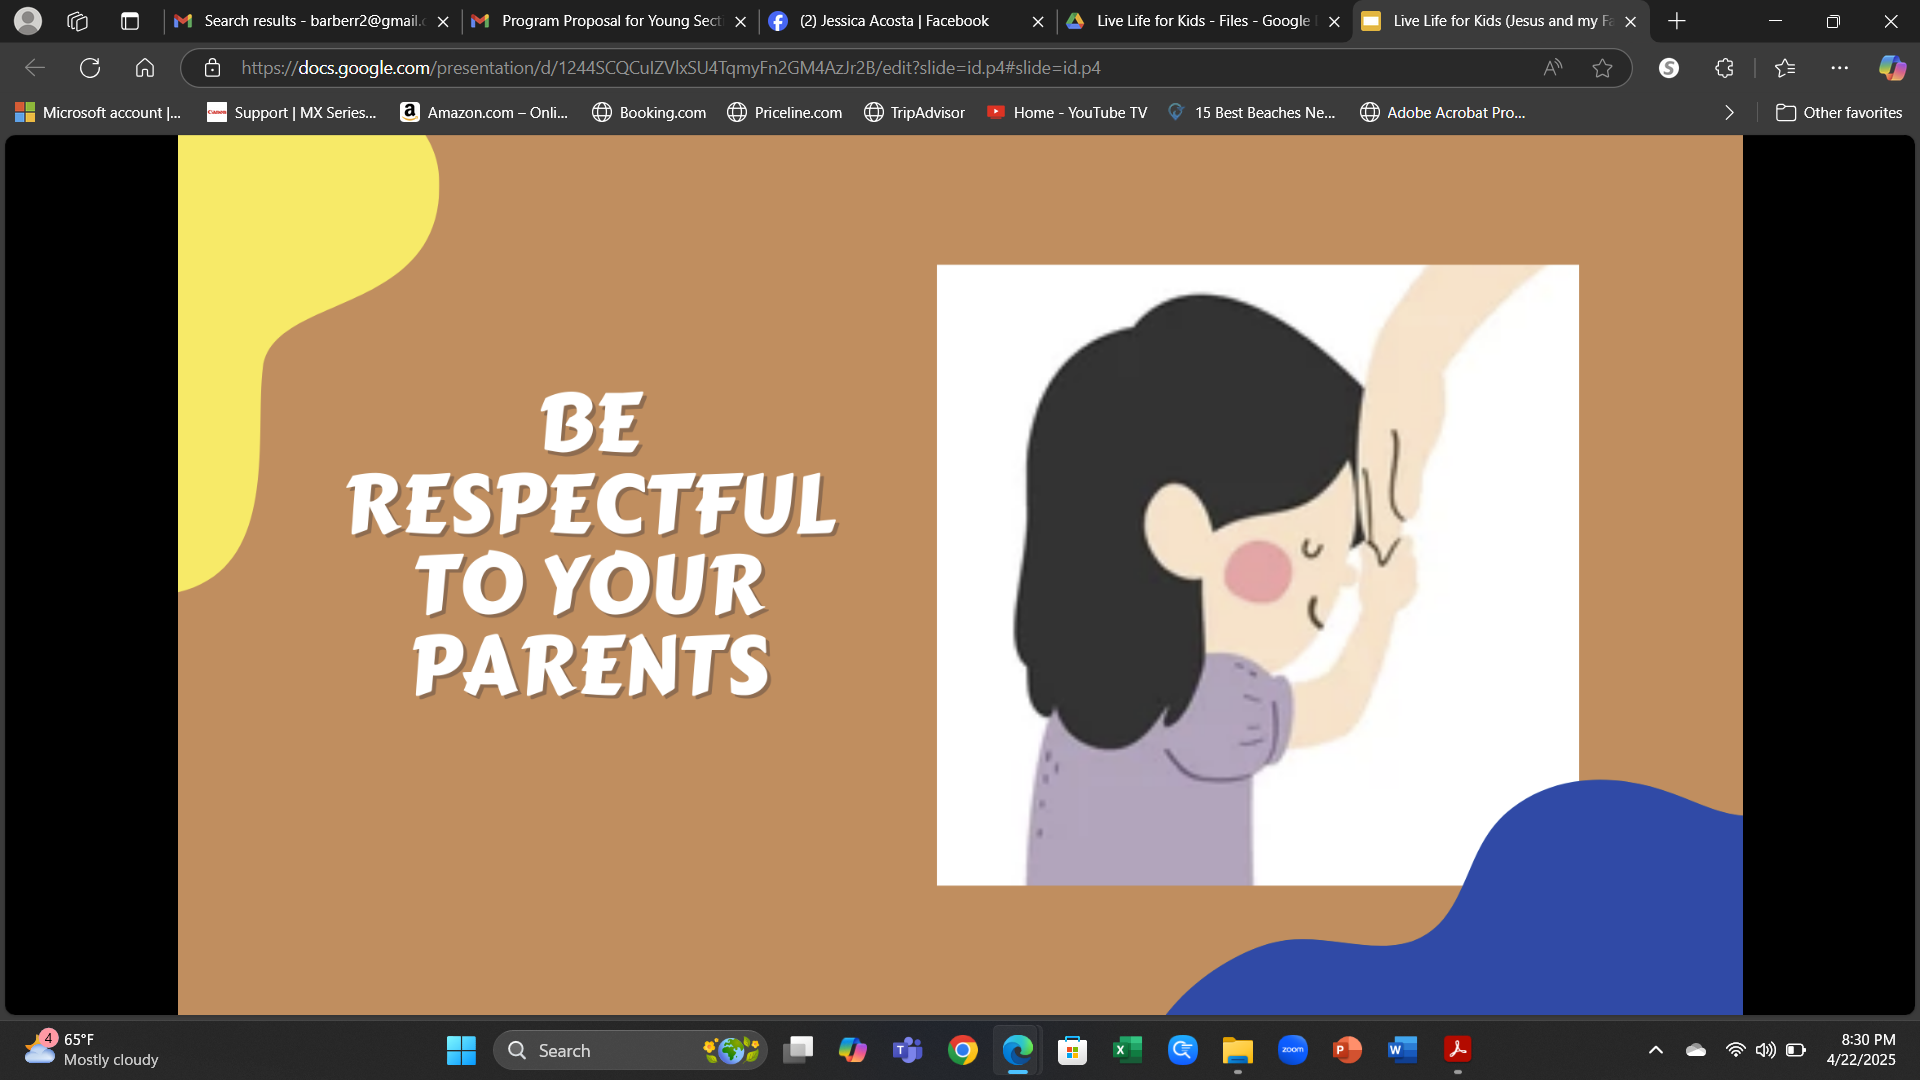 Search results - barberr2@gmail.c
Program Proposal for Young Secti
(2) Jessica Acosta | Facebook
Live Life for Kids - Files - Google
Live Life for Kids (Jesus and my Fa
https://docs.google.com/presentation/d/1244SCQCuIZVlxSU4TqmyFn2GM4AzJr2B/edit?slide=id.p4#slide=id.p4
Microsoft account |...
Support | MX Series...
Amazon.com – Onli...
Booking.com
Priceline.com
TripAdvisor
Home - YouTube TV
15 Best Beaches Ne...
Adobe Acrobat Pro...
Other favorites
BE
RESPECTFUL
TO YOUR
PARENTS
4
65°F
Mostly cloudy
Search
zoom
8:30 PM
4/22/2025